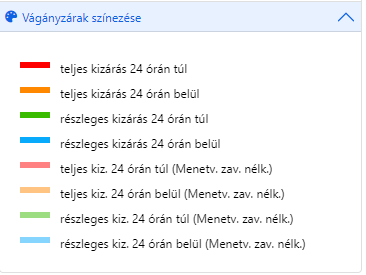 Vágányzárak színezése
teljes kizárás 24 órán túl
teljes kizárás 24 órán belül
részleges kizárás 24 órán túl
részleges kizárás 24 órán belül
teljes kiz. 24 órán túl (Menetv. zav. nélk.)
teljes kiz. 24 órán belül (Menetv. zav. nélk.)
részleges kiz. 24 órán túl (Menetv. zav. nélk.)
részleges kiz. 24 órán belül (Menetv. zav. nélk.)